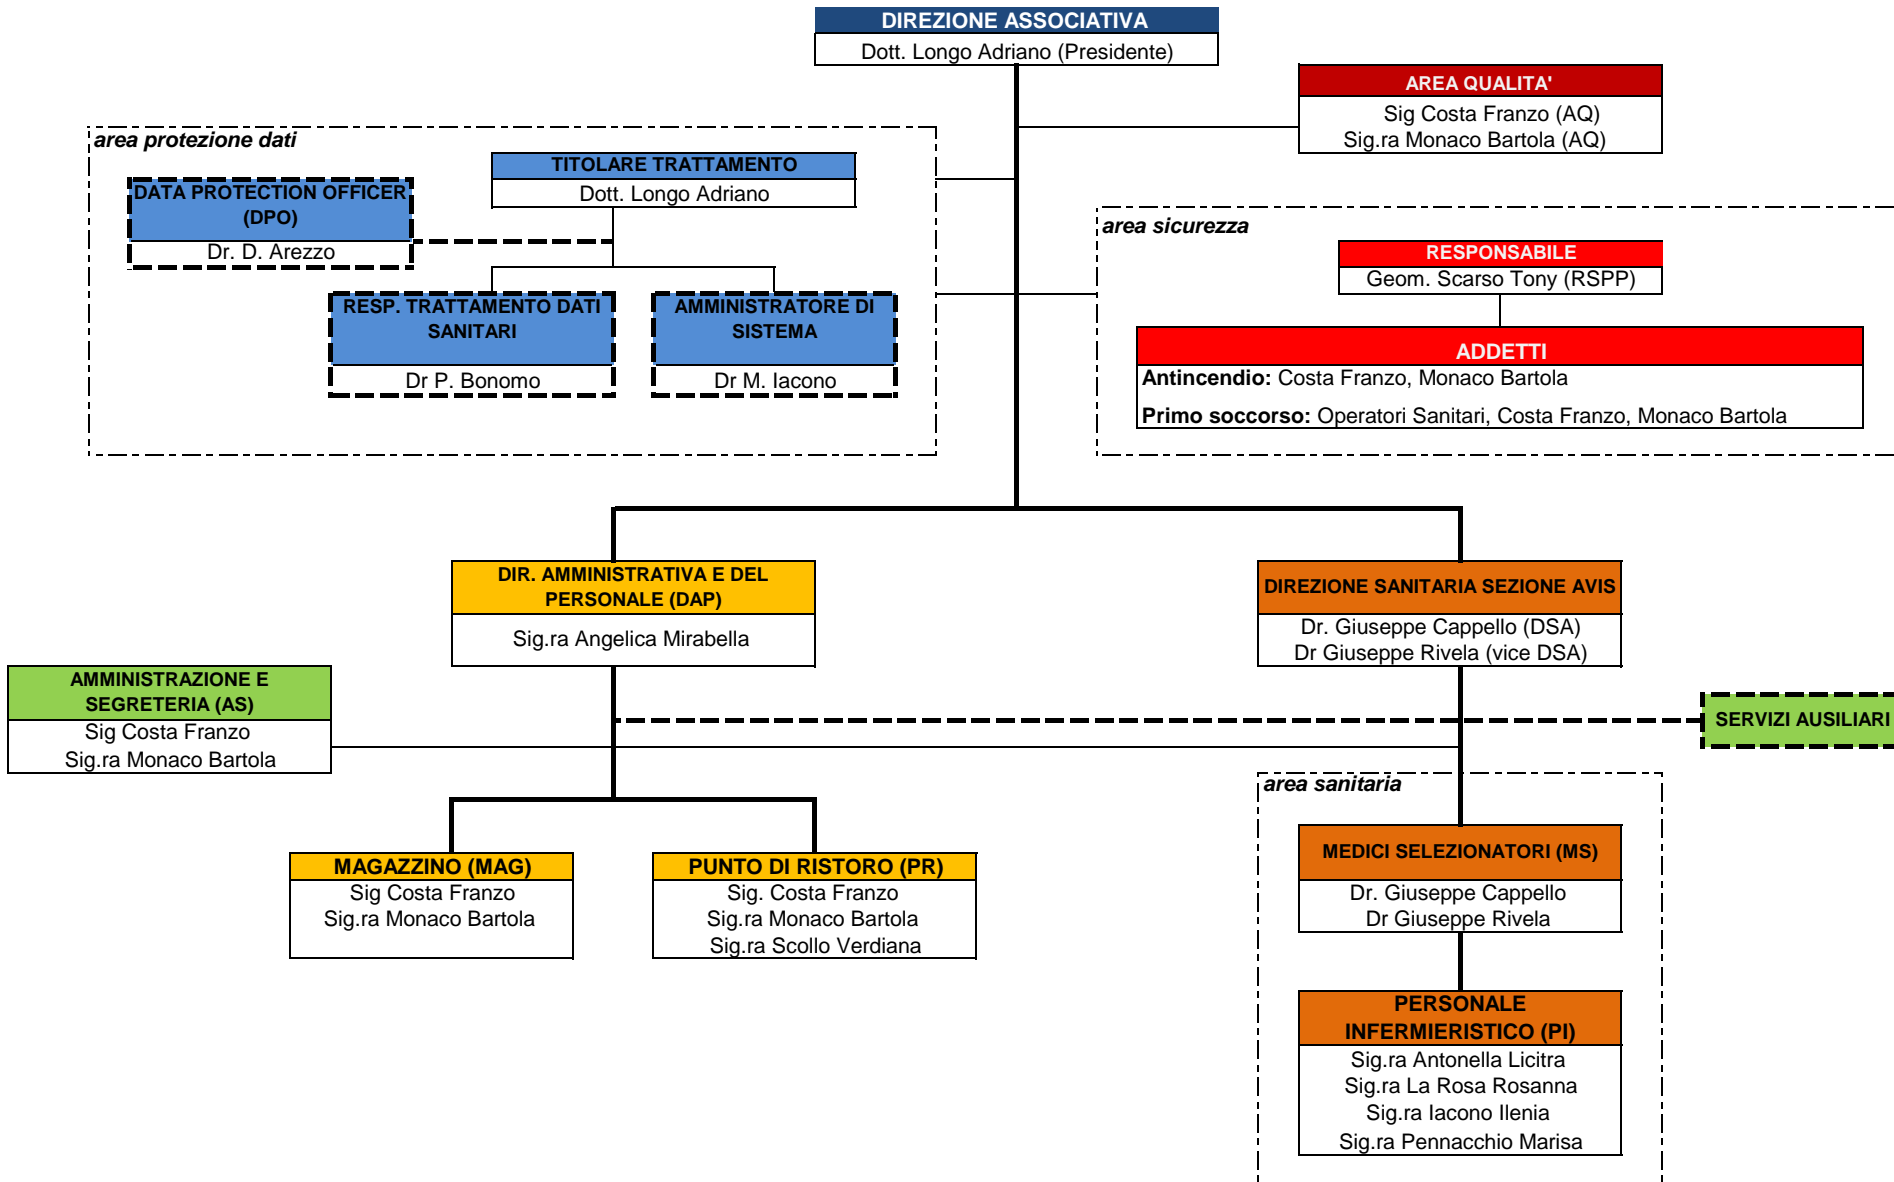 DIREZIONE ASSOCIATIVA
Dott. Longo Adriano (Presidente)
AREA QUALITA'
Sig Costa Franzo (AQ)
Sig.ra Monaco Bartola (AQ)
area protezione dati
TITOLARE TRATTAMENTO
Dott. Longo Adriano
DATA PROTECTION OFFICER
(DPO)
Dr. D. Arezzo
RESP. TRATTAMENTO DATI
SANITARI
Dr P. Bonomo
AMMINISTRATORE DI
SISTEMA
Dr M. Iacono
area sicurezza
RESPONSABILE
Geom. Scarso Tony (RSPP)
ADDETTI
Antincendio: Costa Franzo, Monaco Bartola
Primo soccorso: Operatori Sanitari, Costa Franzo, Monaco Bartola
DIR. AMMINISTRATIVA E DEL
PERSONALE (DAP)
Sig.ra Angelica Mirabella
DIREZIONE SANITARIA SEZIONE AVIS
Dr. Giuseppe Cappello (DSA)
Dr Giuseppe Rivela (vice DSA)
AMMINISTRAZIONE E
SEGRETERIA (AS)
Sig Costa Franzo
Sig.ra Monaco Bartola
SERVIZI AUSILIARI
MAGAZZINO (MAG)
Sig Costa Franzo
Sig.ra Monaco Bartola
PUNTO DI RISTORO (PR)
Sig. Costa Franzo
Sig.ra Monaco Bartola
Sig.ra Scollo Verdiana
area sanitaria
MEDICI SELEZIONATORI (MS)
Dr. Giuseppe Cappello
Dr Giuseppe Rivela
PERSONALE
INFERMIERISTICO (PI)
Sig.ra Antonella Licitra
Sig.ra La Rosa Rosanna
Sig.ra Iacono Ilenia
Sig.ra Pennacchio Marisa